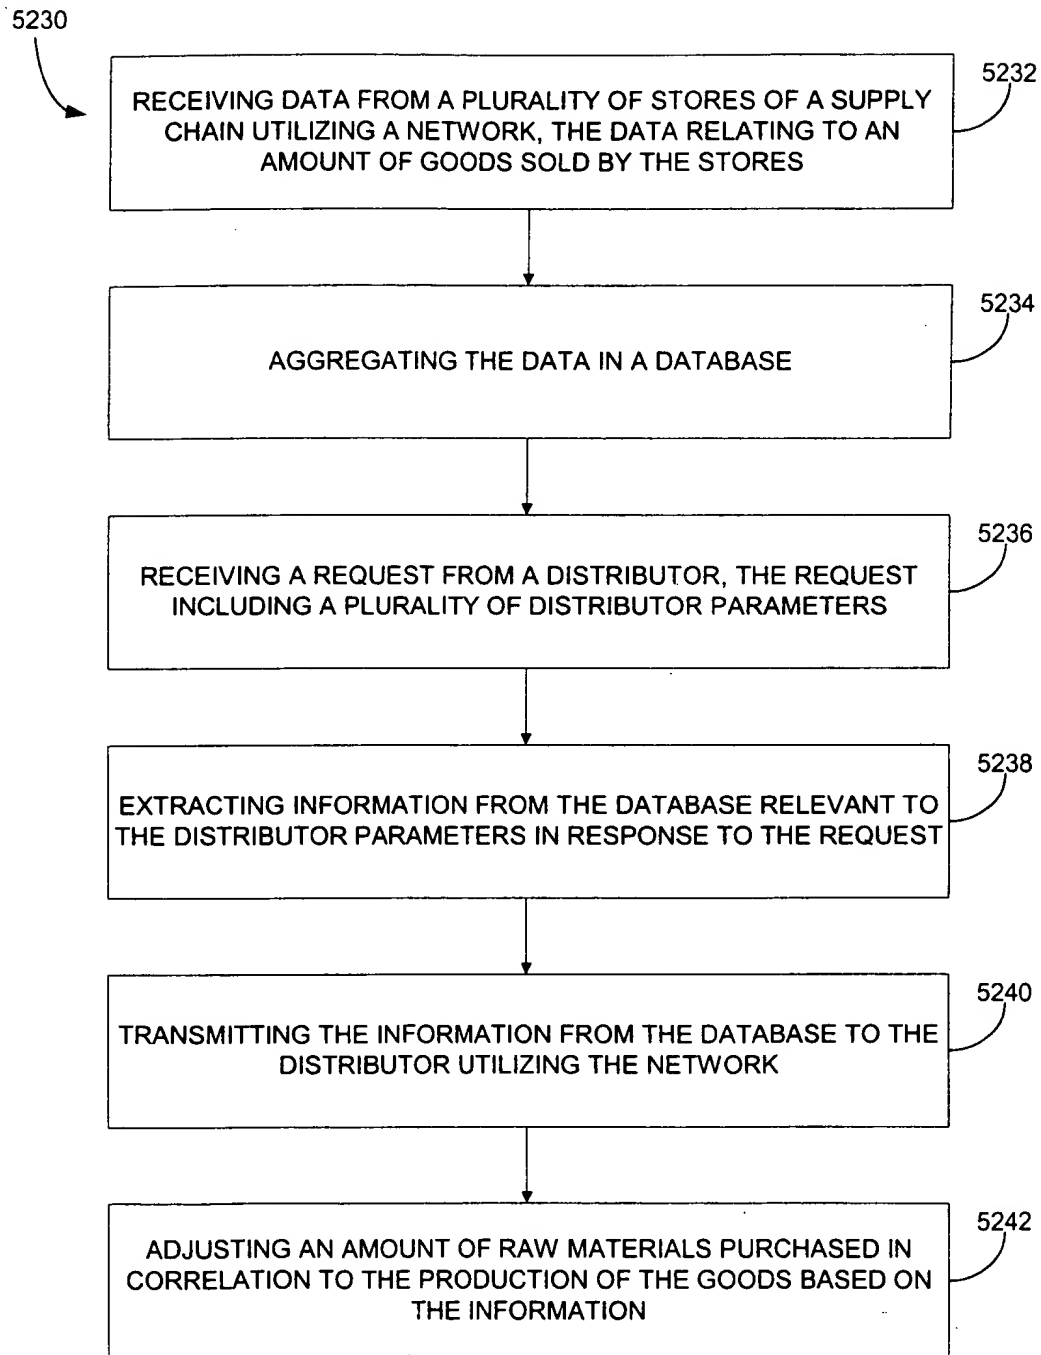 5230
5232
RECEIVING DATA FROM A PLURALITY OF STORES OF A SUPPLY
CHAIN UTILIZING A NETWORK, THE DATA RELATING TO AN
AMOUNT OF GOODS SOLD BY THE STORES
5234
AGGREGATING THE DATA IN A DATABASE
5236
RECEIVING A REQUEST FROM A DISTRIBUTOR, THE REQUEST
INCLUDING A PLURALITY OF DISTRIBUTOR PARAMETERS
5238
EXTRACTING INFORMATION FROM THE DATABASE RELEVANT TO
THE DISTRIBUTOR PARAMETERS IN RESPONSE TO THE REQUEST
5240
TRANSMITTING THE INFORMATION FROM THE DATABASE TO THE
DISTRIBUTOR UTILIZING THE NETWORK
5242
ADJUSTING AN AMOUNT OF RAW MATERIALS PURCHASED IN
CORRELATION TO THE PRODUCTION OF THE GOODS BASED ON
THE INFORMATION